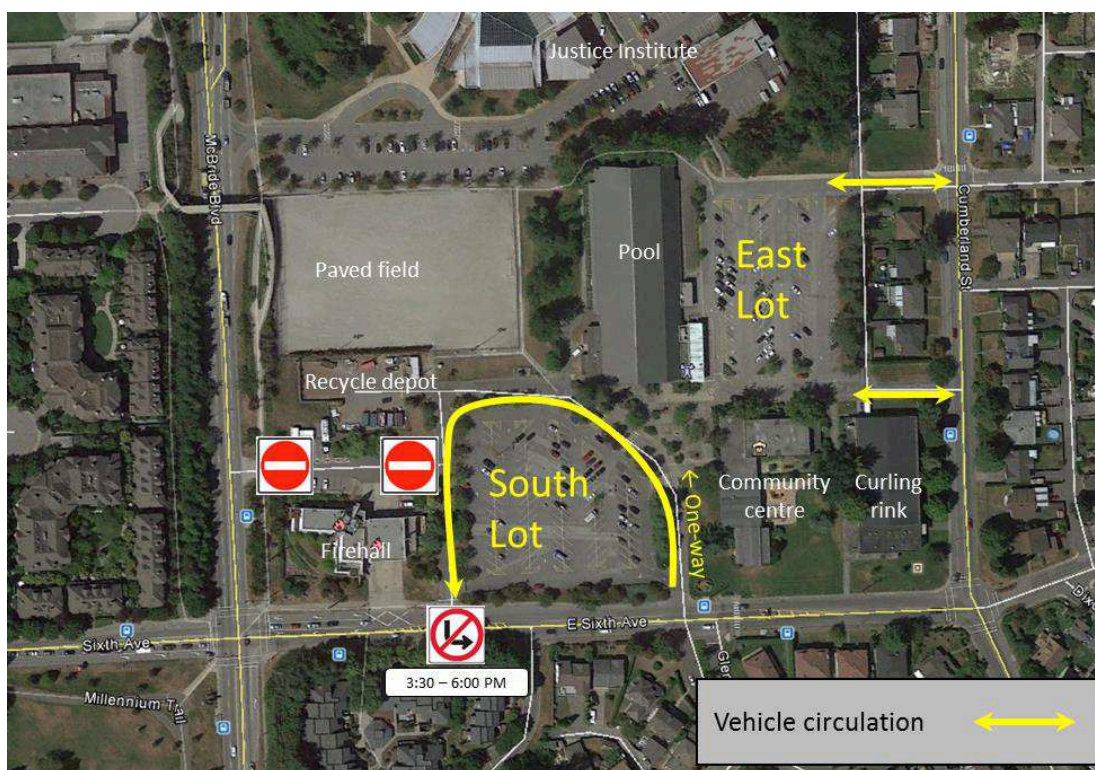 Justice Institute
McBride Blvd
Cumberland St
Paved field
Pool
East
Lot
Recycle depot
South
Lot
← One-way
Community
centre
Curling
rink
Firehall
E Sixth Ave
Sixth Ave
3:30 – 6:00 PM
Millennium Trail
Vehicle circulation